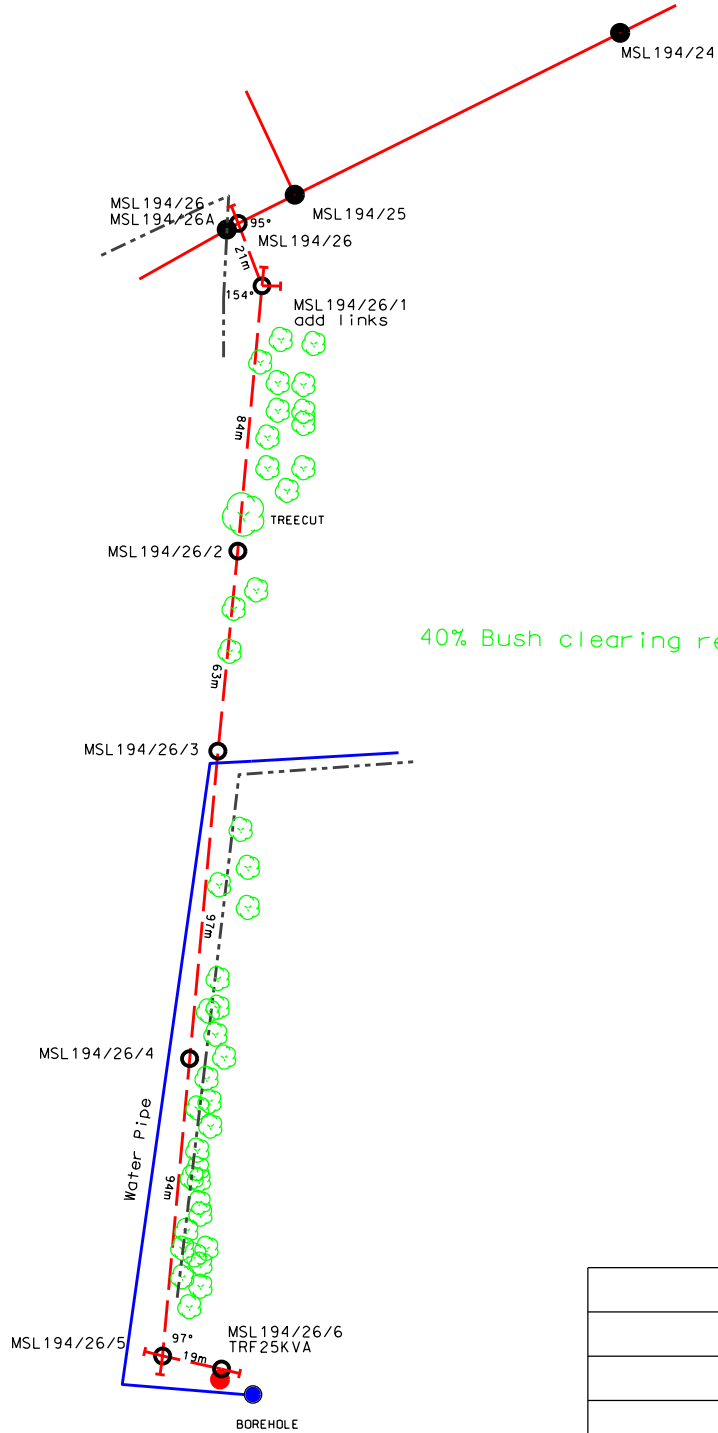 MSL194/24
MSL194/26
MSL194/26A
MSL194/25
95°
MSL194/26
21m
154°
MSL194/26/1
add links
84m
TREECUT
MSL194/26/2
40% Bush clearing re
63m
MSL194/26/3
97m
MSL194/26/4
Water Pipe
94m
MSL194/26/5
97°
MSL194/26/6
TRF25KVA
19m
BOREHOLE